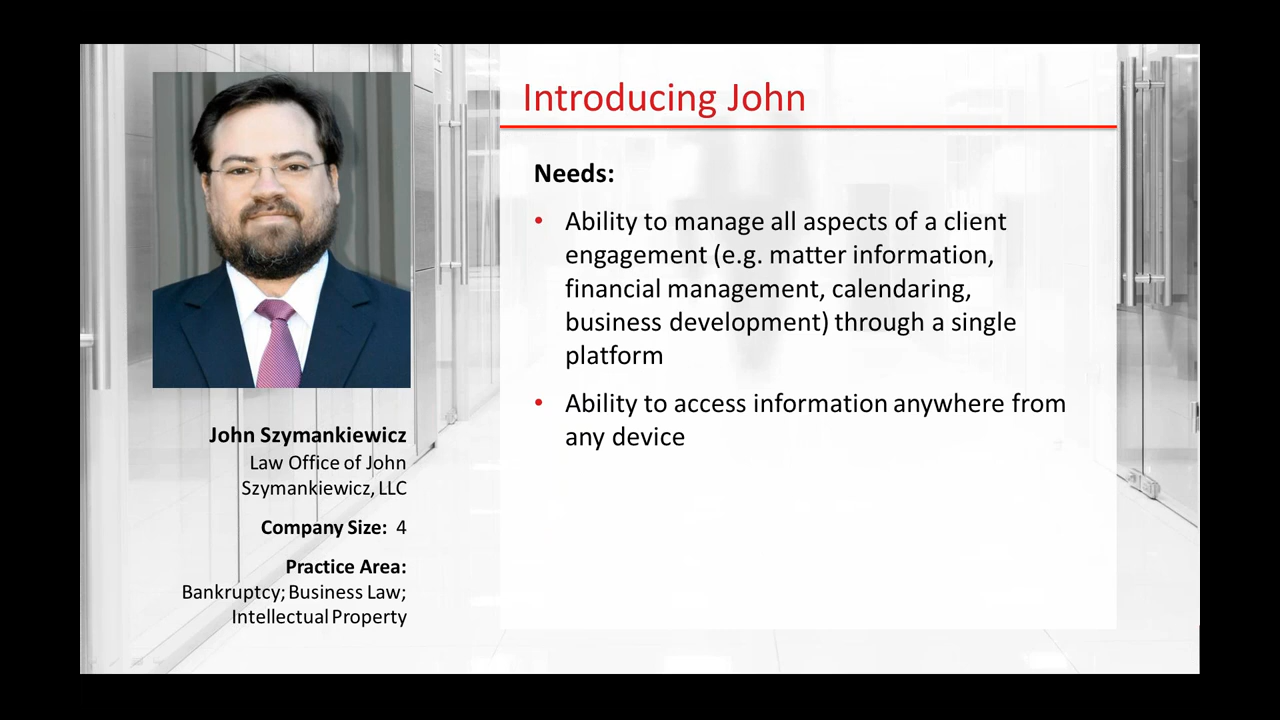 Introducing John
Needs:
• Ability to manage all aspects of a client
engagement (e.g. matter information,
financial management, calendaring,
business development) through a single
platform
• Ability to access information anywhere from
any device
John Szymankiewicz
Law Office of John
Szymankiewicz, LLC
Company Size: 4
Practice Area:
Bankruptcy; Business Law;
Intellectual Property